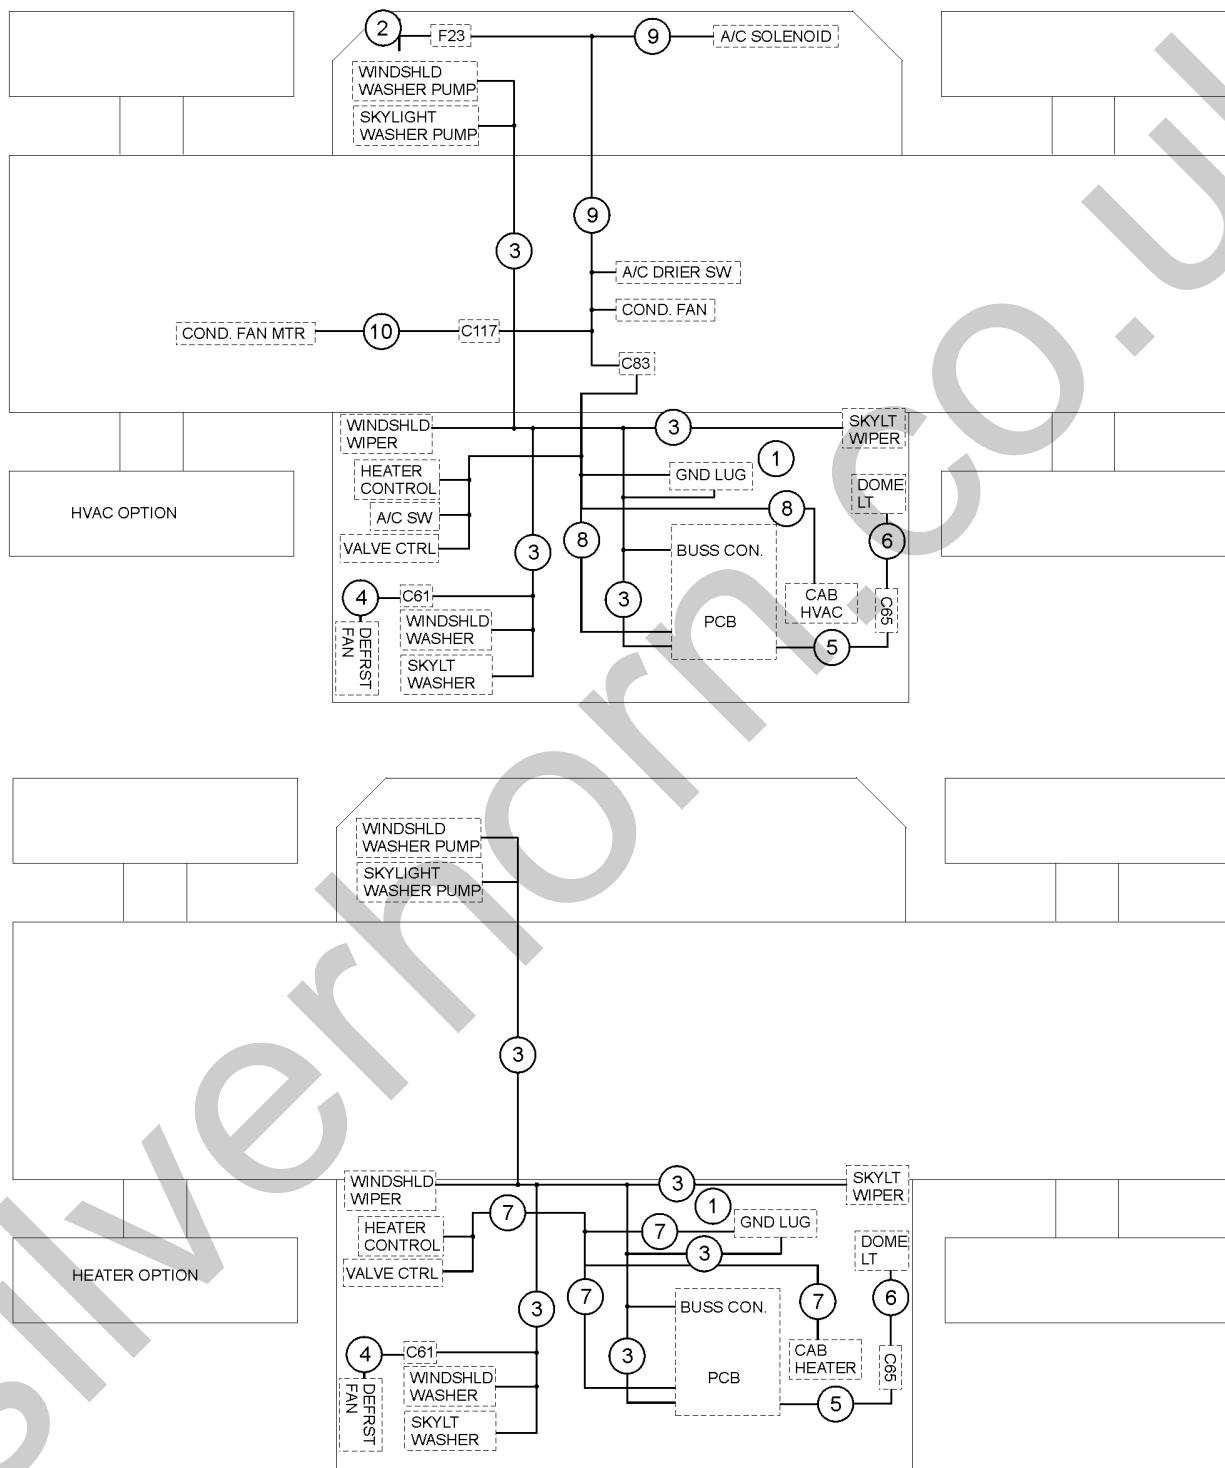 2
F23
9
A/C SOLENOID
WINDSHLD
WASHER PUMP
SKYLIGHT
WASHER PUMP
9
3
A/C DRIER SW
COND. FAN
COND. FAN MTR
10
C117
C83
WINDSHLD
WIPER
3
SKYLT
WIPER
1
HEATER
CONTROL
GND LUG
DOME
LT
HVAC OPTION
A/C SW
8
VALVE CTRL
3
8
BUSS CON.
6
4
C61
3
CAB
HVAC
C65
WINDSHLD
WASHER
PCB
DEFRST
FAN
5
SKYLT
WASHER
WINDSHLD
WASHER PUMP
SKYLIGHT
WASHER PUMP
3
WINDSHLD
WIPER
3
SKYLT
WIPER
1
7
HEATER
CONTROL
7
GND LUG
3
DOME
LT
HEATER OPTION
VALVE CTRL
3
7
BUSS CON.
7
6
4
C61
3
CAB
HEATER
C65
WINDSHLD
WASHER
PCB
DEFRST
FAN
5
SKYLT
WASHER
silverhorn.co.uk